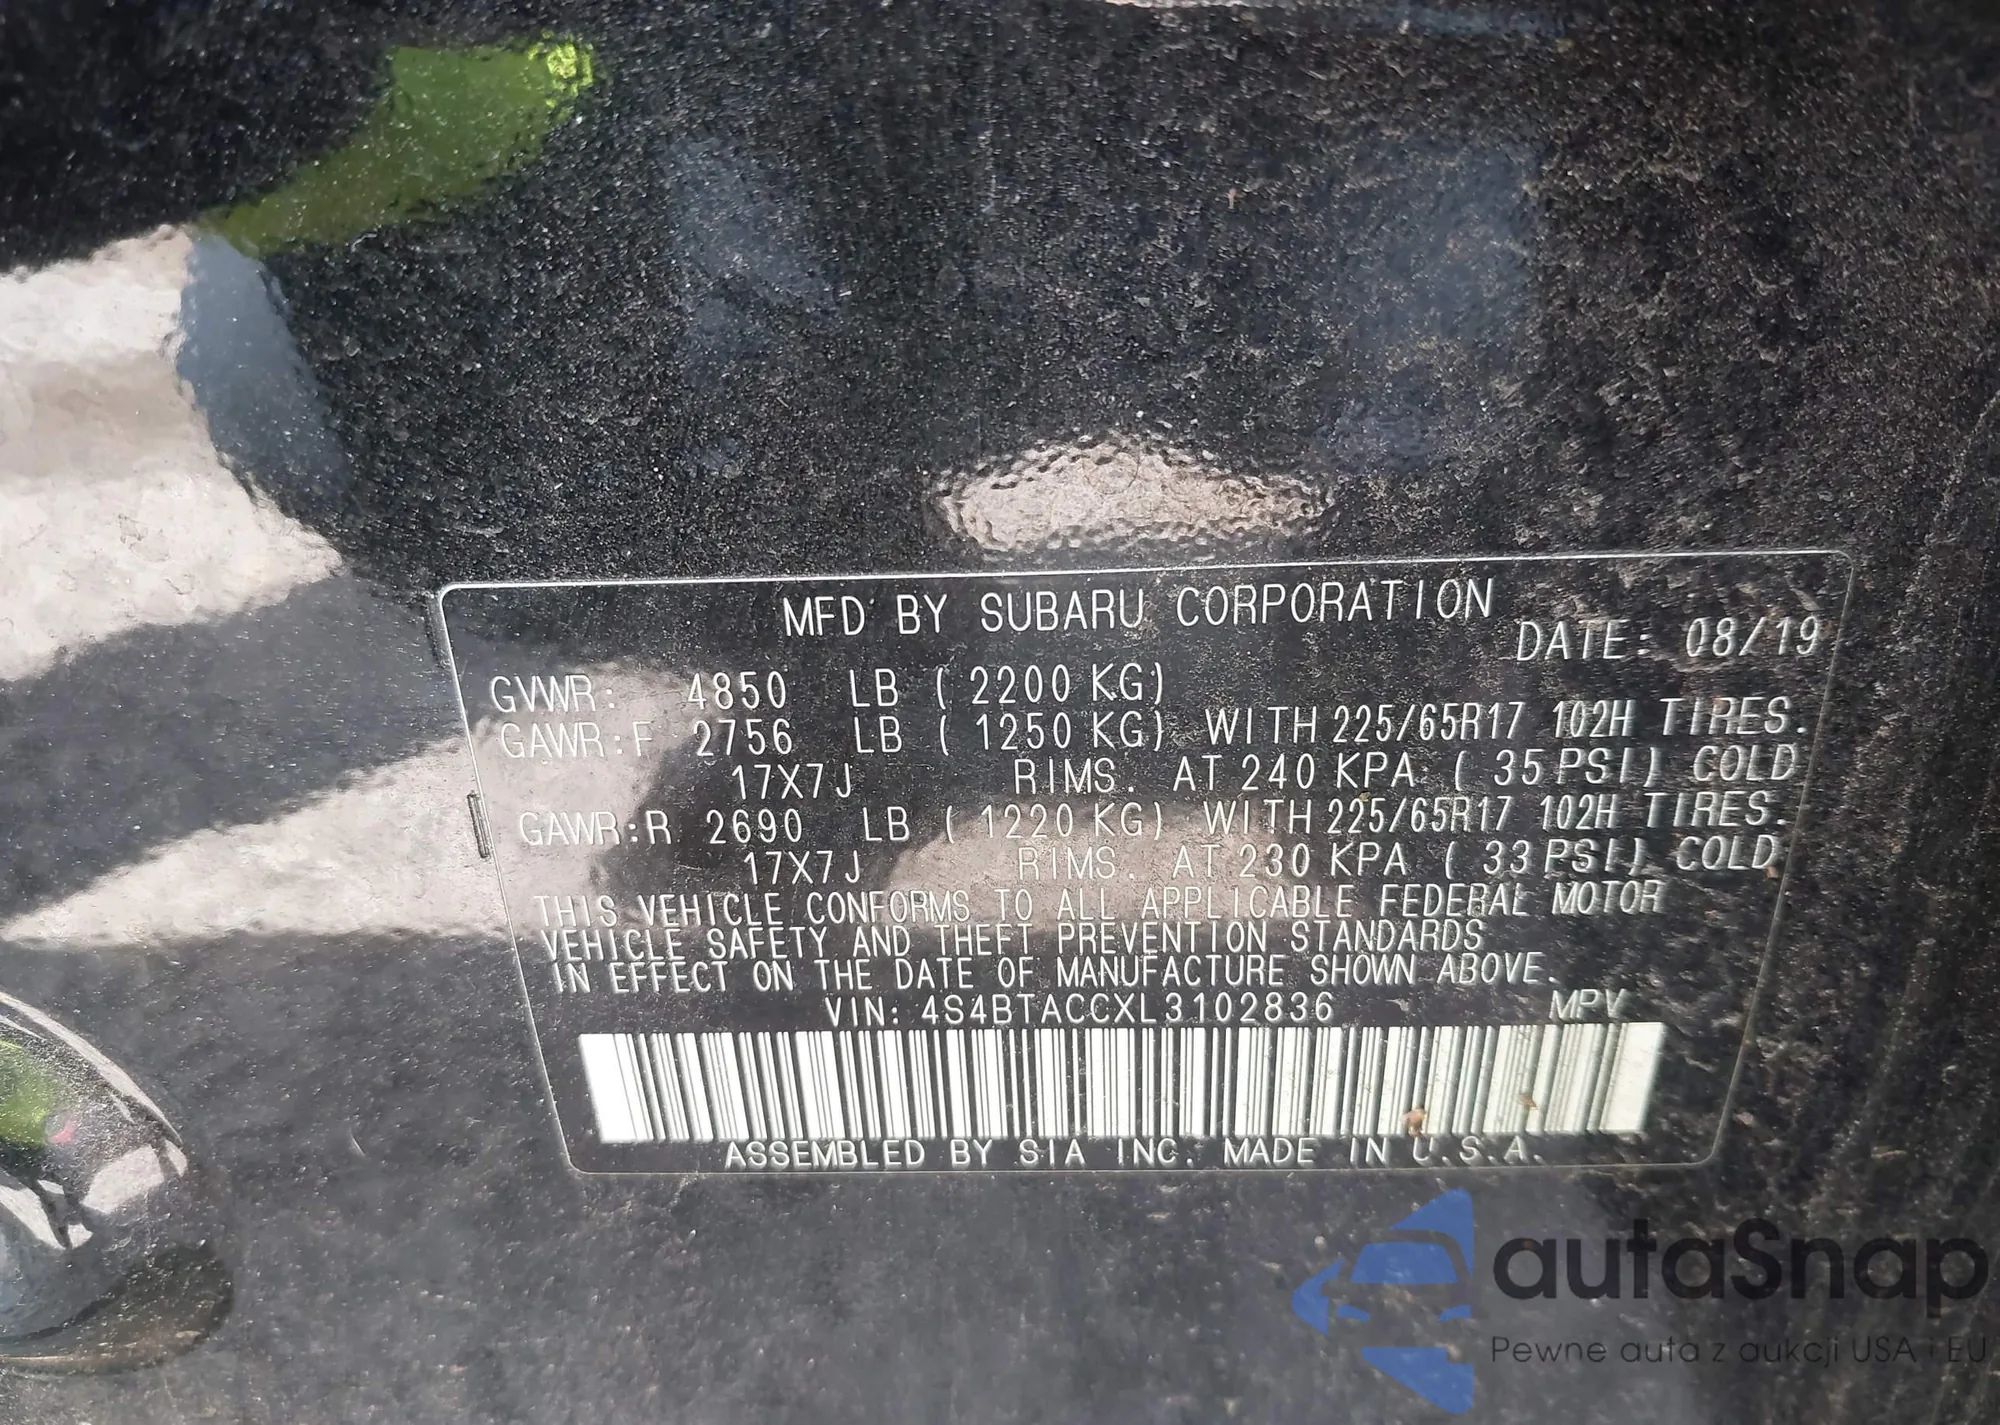 MFD BY SUBARU CORPORATION
DATE: 08/19
GVWR: 4850 LB ( 2200 KG)
GAWR:F 2756 LB ( 1250 KG) WITH 225/65R17 102H TIRES.
17X7J RIMS. AT 240 KPA ( 35 PSI) COLD
GAWR:R 2690 LB ( 1220 KG) WITH 225/65R17 102H TIRES.
17X7J RIMS. AT 230 KPA ( 33 PSI) COLD
THIS VEHICLE CONFORMS TO ALL APPLICABLE FEDERAL MOTOR
VEHICLE SAFETY AND THEFT PREVENTION STANDARDS
IN EFFECT ON THE DATE OF MANUFACTURE SHOWN ABOVE.
VIN: 4S4BTACCXL3102836 MPV
ASSEMBLED BY SIA INC. MADE IN U.S.A.
autaSnap
Pewne auta z aukcji USA i EU